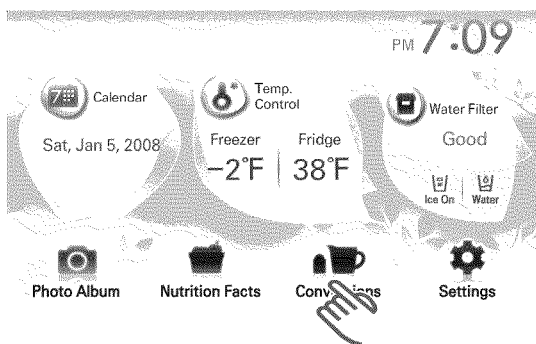 PM 7:09
Calendar
Sat, Jan 5, 2008
Temp.
Control
Freezer Fridge
-2°F 38°F
Water Filter
Good
Ice On Water
Photo Album Nutrition Facts Settings